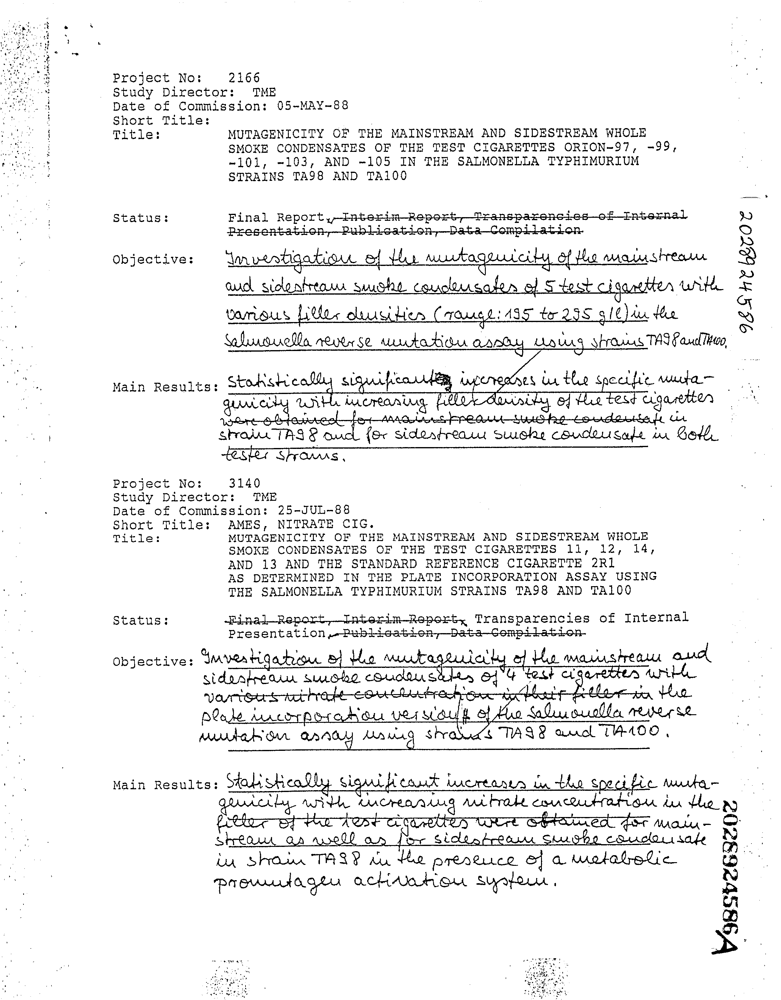 Project No: 2166
Study Director: TME
Date of Commission: 05-MAY-88
Short Title:
Title: MUTAGENICITY OF THE MAINSTREAM AND SIDESTREAM WHOLE
SMOKE CONDENSATES OF THE TEST CIGARETTES ORION-97, -99,
-101, -103, AND -105 IN THE SALMONELLA TYPHIMURIUM
STRAINS TA98 AND TA100
Status: Final Report, Interim Report, Transparencies of Internal
Presentation, Publication, Data Compilation
Objective: Investigation of the mutagenicity of the mainstream
and sidestream smoke condensates of 5 test cigarettes with
various filler densities (range: 195 to 295 g/l) in the
Salmonella reverse mutation assay using strains TA98 and TA100.
Main Results: Statistically significant increases in the specific muta-
genicity with increasing filler density of the test cigarettes
were obtained for mainstream smoke condensate in
strain TA98 and for sidestream smoke condensate in both
tester strains.
Project No: 3140
Study Director: TME
Date of Commission: 25-JUL-88
Short Title: AMES, NITRATE CIG.
Title: MUTAGENICITY OF THE MAINSTREAM AND SIDESTREAM WHOLE
SMOKE CONDENSATES OF THE TEST CIGARETTES 11, 12, 14,
AND 13 AND THE STANDARD REFERENCE CIGARETTE 2R1
AS DETERMINED IN THE PLATE INCORPORATION ASSAY USING
THE SALMONELLA TYPHIMURIUM STRAINS TA98 AND TA100
Status: Final Report, Interim Report, Transparencies of Internal
Presentation, Publication, Data Compilation
Objective: Investigation of the mutagenicity of the mainstream and
sidestream smoke condensates of 4 test cigarettes with
various nitrate concentration in their filler in the
plate incorporation version of the Salmonella reverse
mutation assay using strains TA98 and TA100.
Main Results: Statistically significant increases in the specific muta-
genicity with increasing nitrate concentration in the
filler of the test cigarettes were obtained for main-
stream as well as for sidestream smoke condensate
in strain TA98 in the presence of a metabolic
promutagen activation system.
2028924586
2028924586A